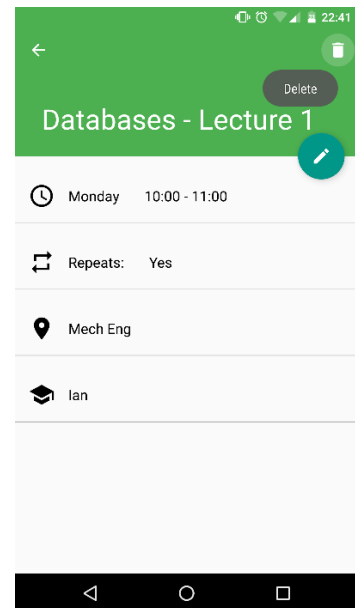 22:41
Delete
Databases - Lecture 1
Monday 10:00 - 11:00
Repeats: Yes
Mech Eng
Ian